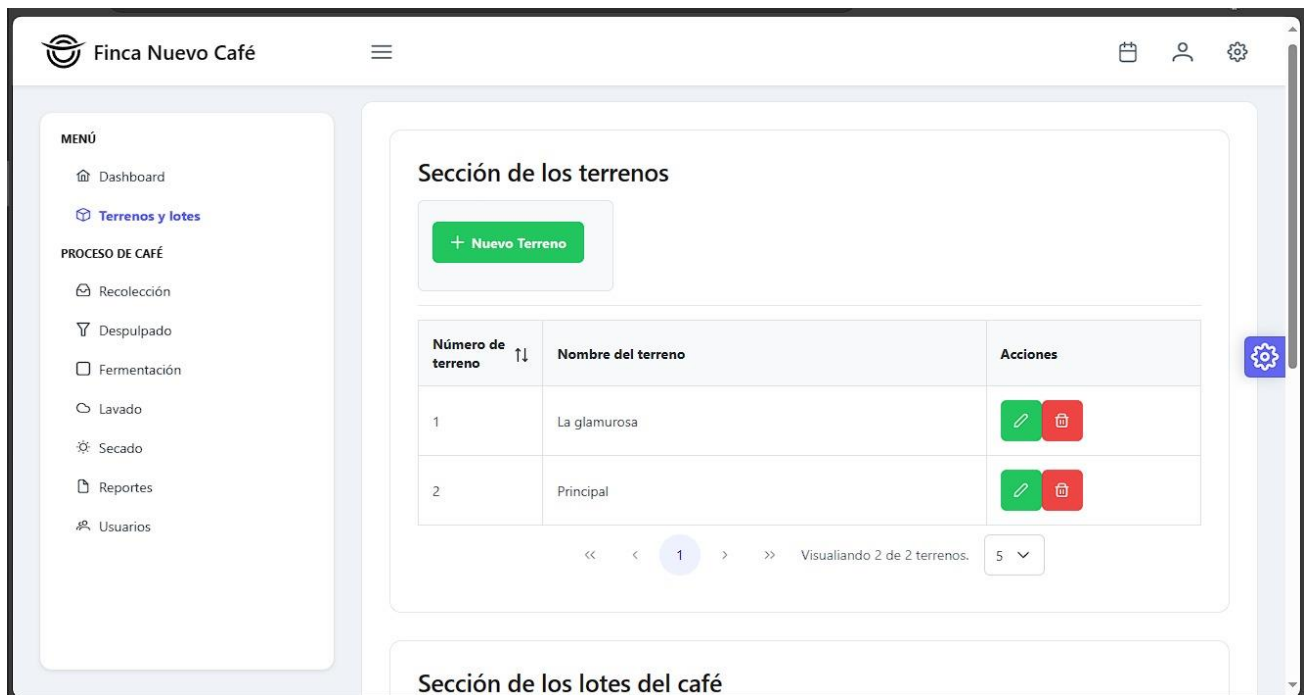 Finca Nuevo Café
MENÚ
Dashboard
Terrenos y lotes
PROCESO DE CAFÉ
Recolección
Despulpado
Fermentación
Lavado
Secado
Reportes
Usuarios
Sección de los terrenos
+ Nuevo Terreno
Número de terreno Nombre del terreno Acciones
1 La glamurosa
2 Principal
<< < 1 > >> Visualiando 2 de 2 terrenos. 5
Sección de los lotes del café